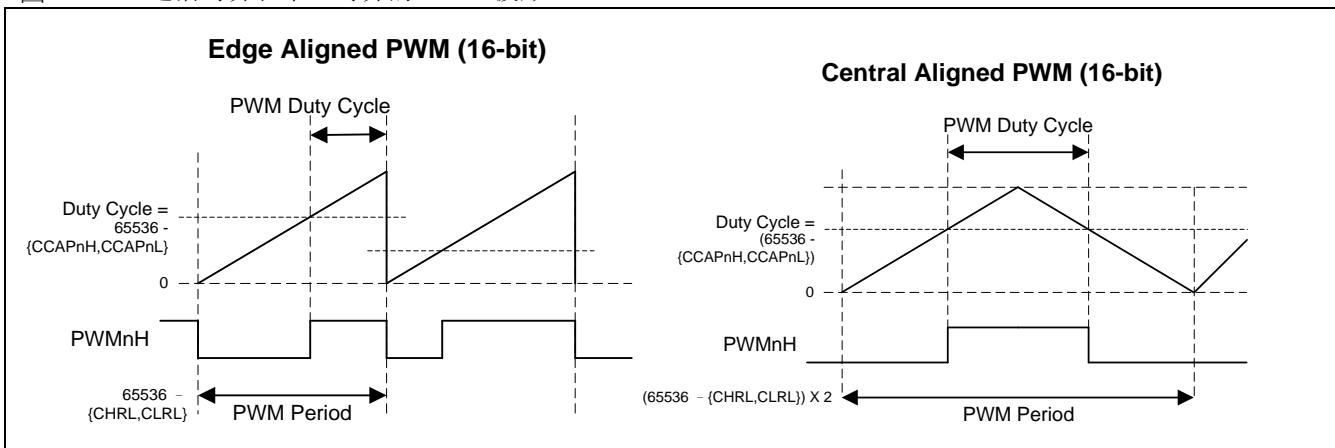 Edge Aligned PWM (16-bit)
PWM Duty Cycle
Duty Cycle =
65536 -
{CCAPnH,CCAPnL}
0
PWMnH
65536 –
{CHRL,CLRL}
PWM Period
Central Aligned PWM (16-bit)
PWM Duty Cycle
Duty Cycle =
(65536 -
{CCAPnH,CCAPnL})
0
PWMnH
(65536 – {CHRL,CLRL}) X 2
PWM Period